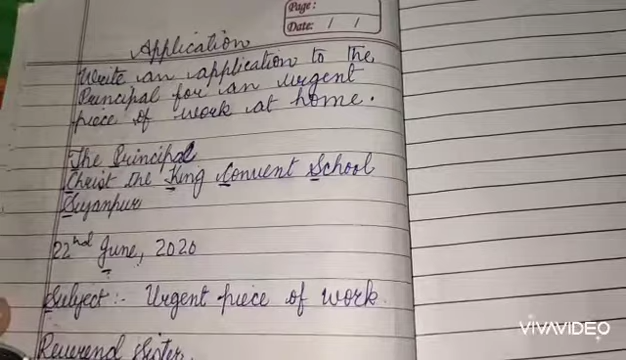 Page:
Date: / /
Application
Write an application to the
Principal for an urgent
piece of work at home.
The Principal
Christ the King Convent School
Sujanpur
22nd June, 2020
Subject:- Urgent piece of work
Reverend Sister,
VIVAVIDEO